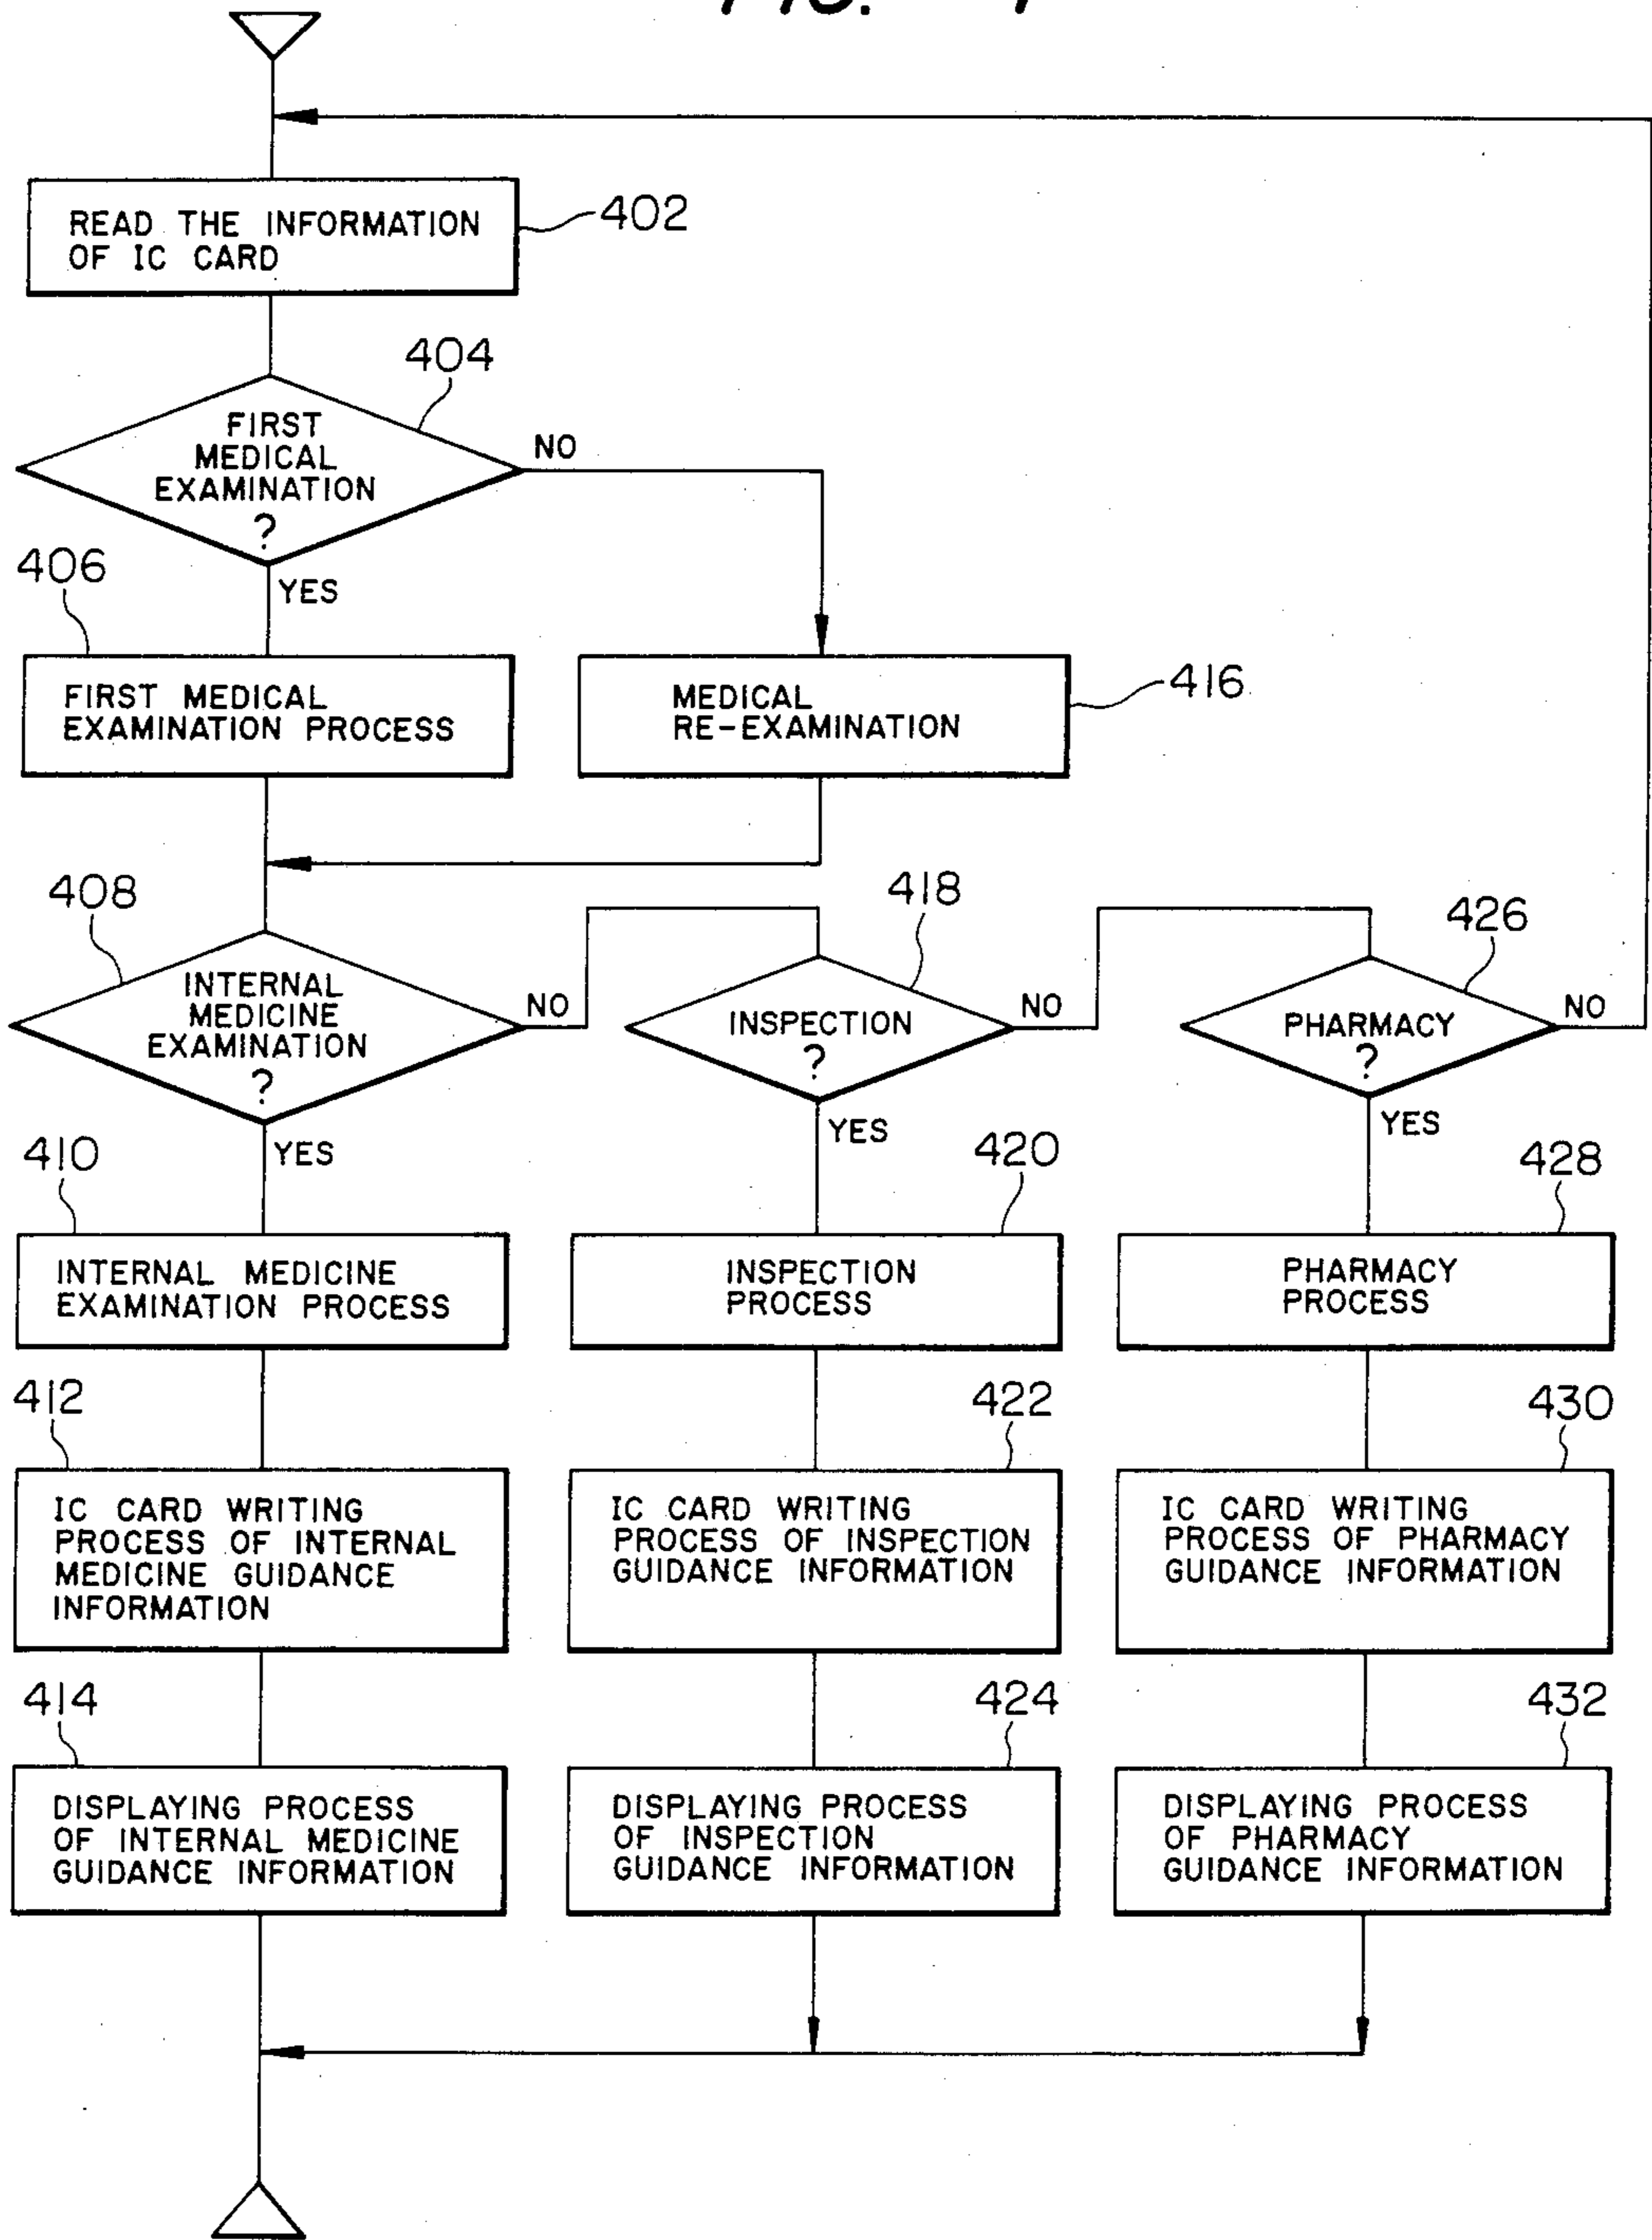 FIG.
402
READ THE INFORMATION
OF IC CARD
404
FIRST
MEDICAL
EXAMINATION
?
NO
YES
406
FIRST MEDICAL
EXAMINATION PROCESS
MEDICAL
RE-EXAMINATION
416
408
INTERNAL
MEDICINE
EXAMINATION
?
NO
YES
418
INSPECTION
?
NO
YES
426
PHARMACY
?
NO
YES
410
INTERNAL MEDICINE
EXAMINATION PROCESS
420
INSPECTION
PROCESS
428
PHARMACY
PROCESS
412
IC CARD WRITING
PROCESS OF INTERNAL
MEDICINE GUIDANCE
INFORMATION
422
IC CARD WRITING
PROCESS OF INSPECTION
GUIDANCE INFORMATION
430
IC CARD WRITING
PROCESS OF PHARMACY
GUIDANCE INFORMATION
414
DISPLAYING PROCESS
OF INTERNAL MEDICINE
GUIDANCE INFORMATION
424
DISPLAYING PROCESS
OF INSPECTION
GUIDANCE INFORMATION
432
DISPLAYING PROCESS
OF PHARMACY
GUIDANCE INFORMATION